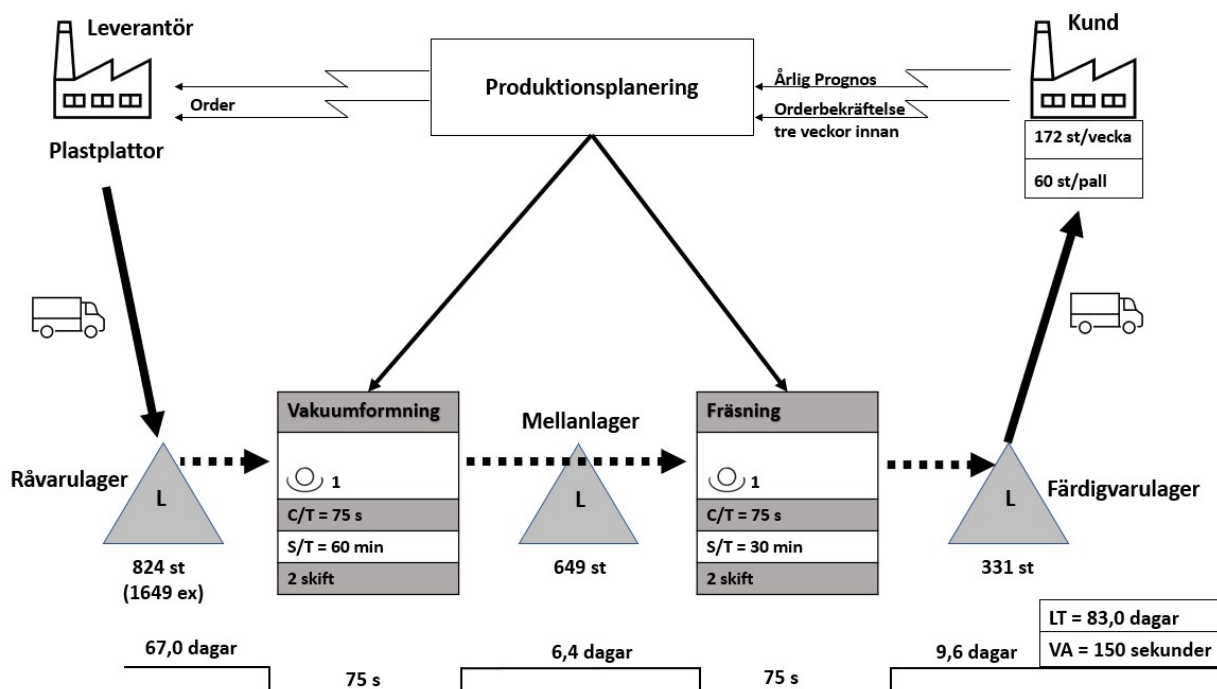 Leverantör
Kund
Produktionsplanering
Årlig Prognos
Order
Orderbekräftelse
tre veckor innan
Plastplattor
172 st/vecka
60 st/pall
Vakuumformning
Mellanlager
Fräsning
Råvarulager
L
1
L
1
L
Färdigvarulager
C/T = 75 s
C/T = 75 s
S/T = 60 min
S/T = 30 min
824 st
(1649 ex)
2 skift
649 st
2 skift
331 st
LT = 83,0 dagar
VA = 150 sekunder
67,0 dagar
6,4 dagar
9,6 dagar
75 s
75 s